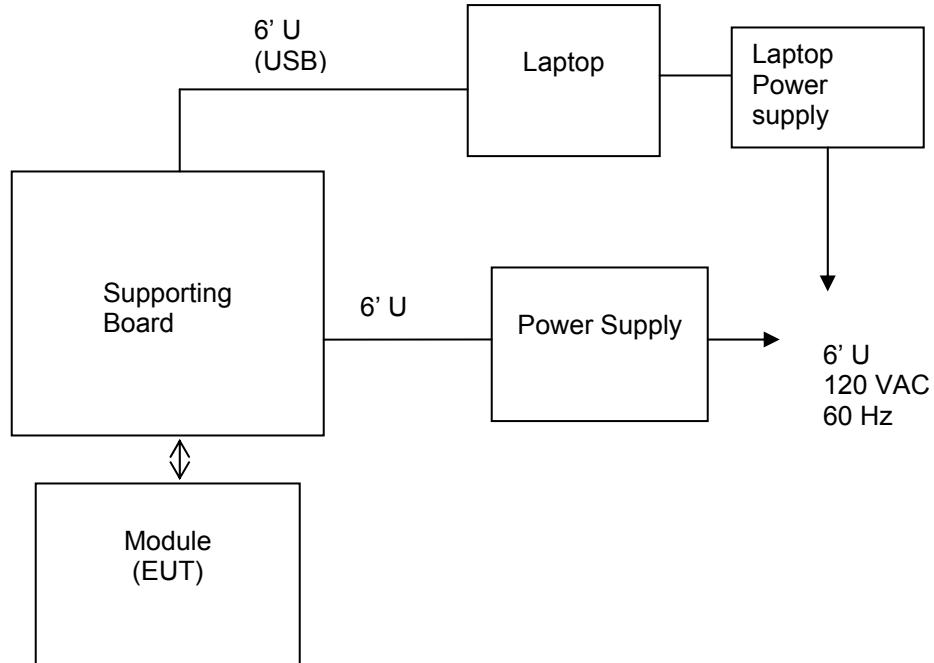 6’ U
(USB)
Laptop
Laptop
Power
supply
Supporting
Board
6’ U
Power Supply
6’ U
120 VAC
60 Hz
Module
(EUT)